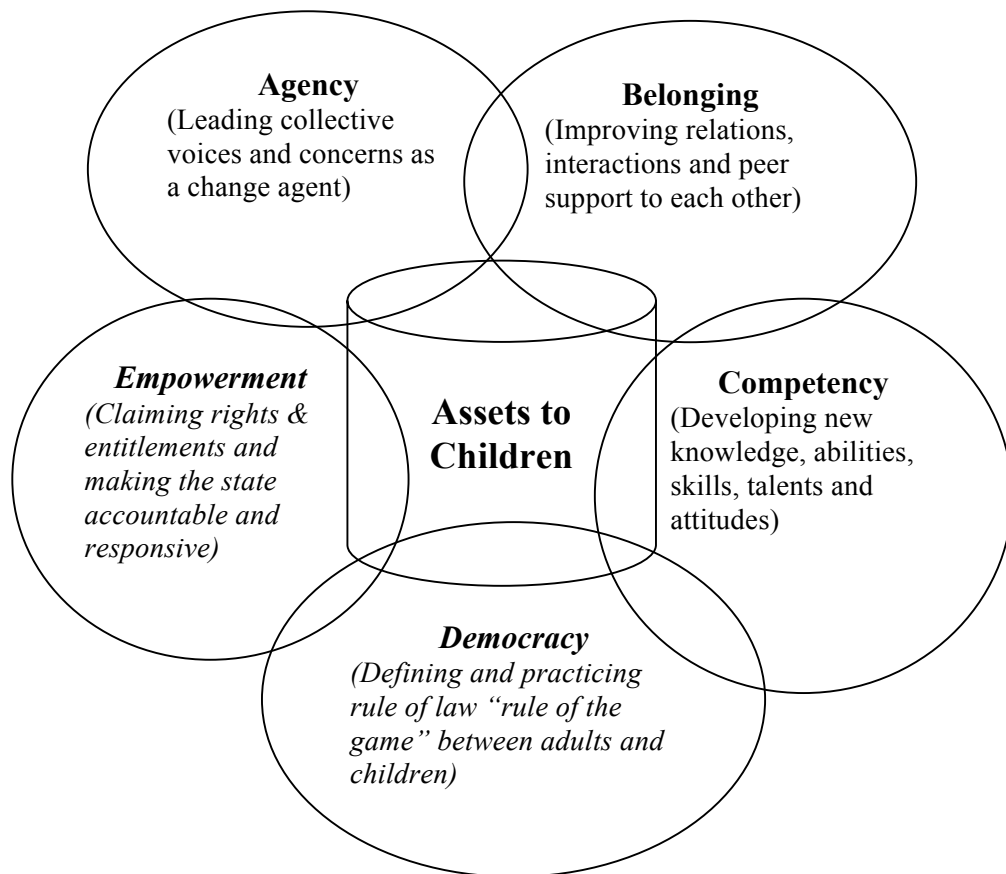 Agency
(Leading collective
voices and concerns as
a change agent)
Belonging
(Improving relations,
interactions and peer
support to each other)
Empowerment
(Claiming rights &
entitlements and
making the state
accountable and
responsive)
Assets to
Children
Competency
(Developing new
knowledge, abilities,
skills, talents and
attitudes)
Democracy
(Defining and practicing
rule of law “rule of the
game” between adults and
children)